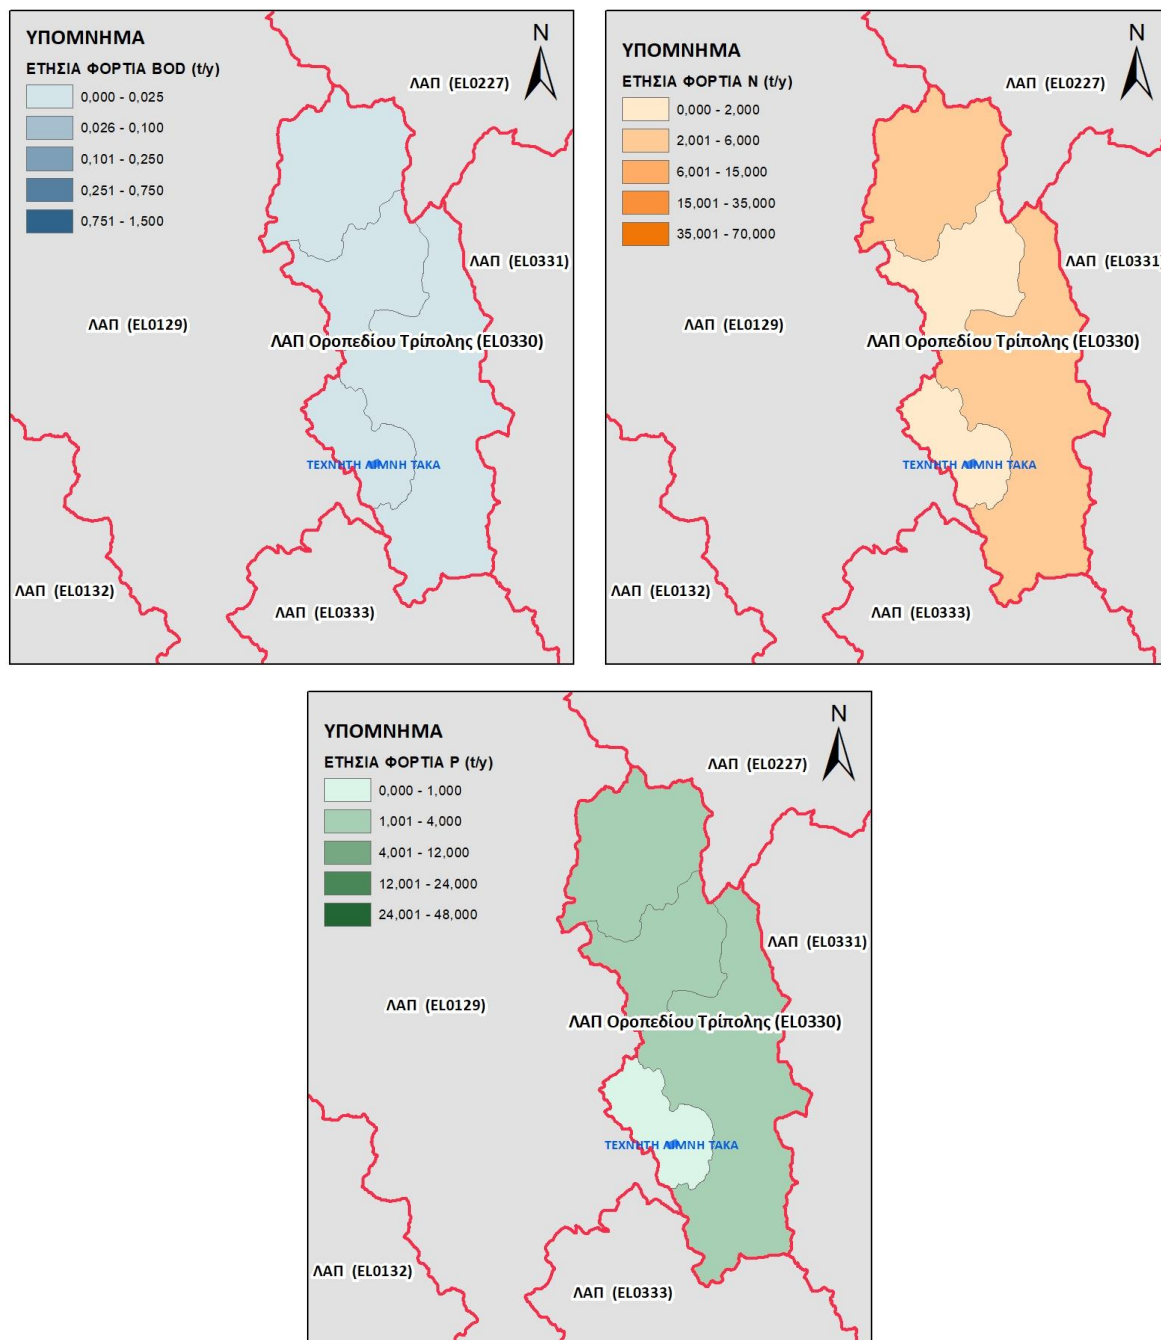 ΥΠΟΜΝΗΜΑ
ΕΤΗΣΙΑ ΦΟΡΤΙΑ BOD (t/y)
0,000 - 0,025
0,026 - 0,100
0,101 - 0,250
0,251 - 0,750
0,751 - 1,500
N
ΛΑΠ (EL0227)
ΛΑΠ (EL0331)
ΛΑΠ (EL0129)
ΛΑΠ Οροπεδίου Τρίπολης (EL0330)
ΤΕΧΝΗΤΗ ΛΙΜΝΗ ΤΑΚΑ
ΛΑΠ (EL0132)
ΛΑΠ (EL0333)
ΥΠΟΜΝΗΜΑ
ΕΤΗΣΙΑ ΦΟΡΤΙΑ N (t/y)
0,000 - 2,000
2,001 - 6,000
6,001 - 15,000
15,001 - 35,000
35,001 - 70,000
N
ΛΑΠ (EL0227)
ΛΑΠ (EL0331)
ΛΑΠ (EL0129)
ΛΑΠ Οροπεδίου Τρίπολης (EL0330)
ΤΕΧΝΗΤΗ ΛΙΜΝΗ ΤΑΚΑ
ΛΑΠ (EL0132)
ΛΑΠ (EL0333)
ΥΠΟΜΝΗΜΑ
ΕΤΗΣΙΑ ΦΟΡΤΙΑ P (t/y)
0,000 - 1,000
1,001 - 4,000
4,001 - 12,000
12,001 - 24,000
24,001 - 48,000
N
ΛΑΠ (EL0227)
ΛΑΠ (EL0331)
ΛΑΠ (EL0129)
ΛΑΠ Οροπεδίου Τρίπολης (EL0330)
ΤΕΧΝΗΤΗ ΛΙΜΝΗ ΤΑΚΑ
ΛΑΠ (EL0132)
ΛΑΠ (EL0333)